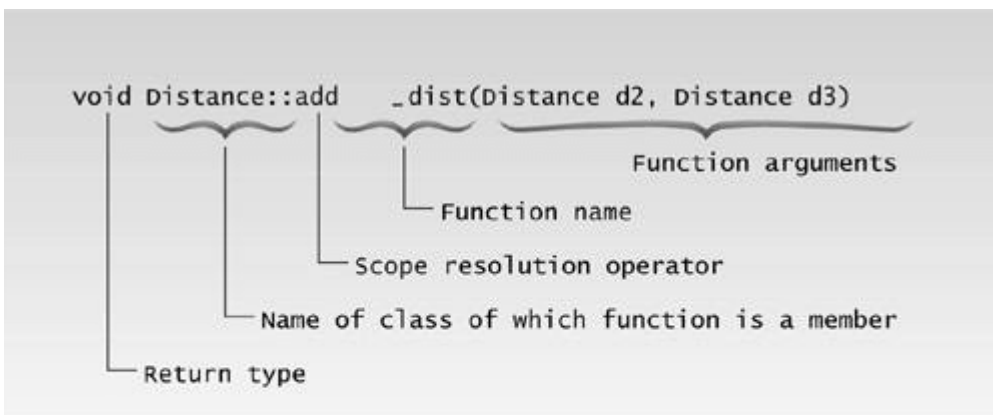 void Distance::add _dist(Distance d2, Distance d3)
Function arguments
Function name
Scope resolution operator
Name of class of which function is a member
Return type